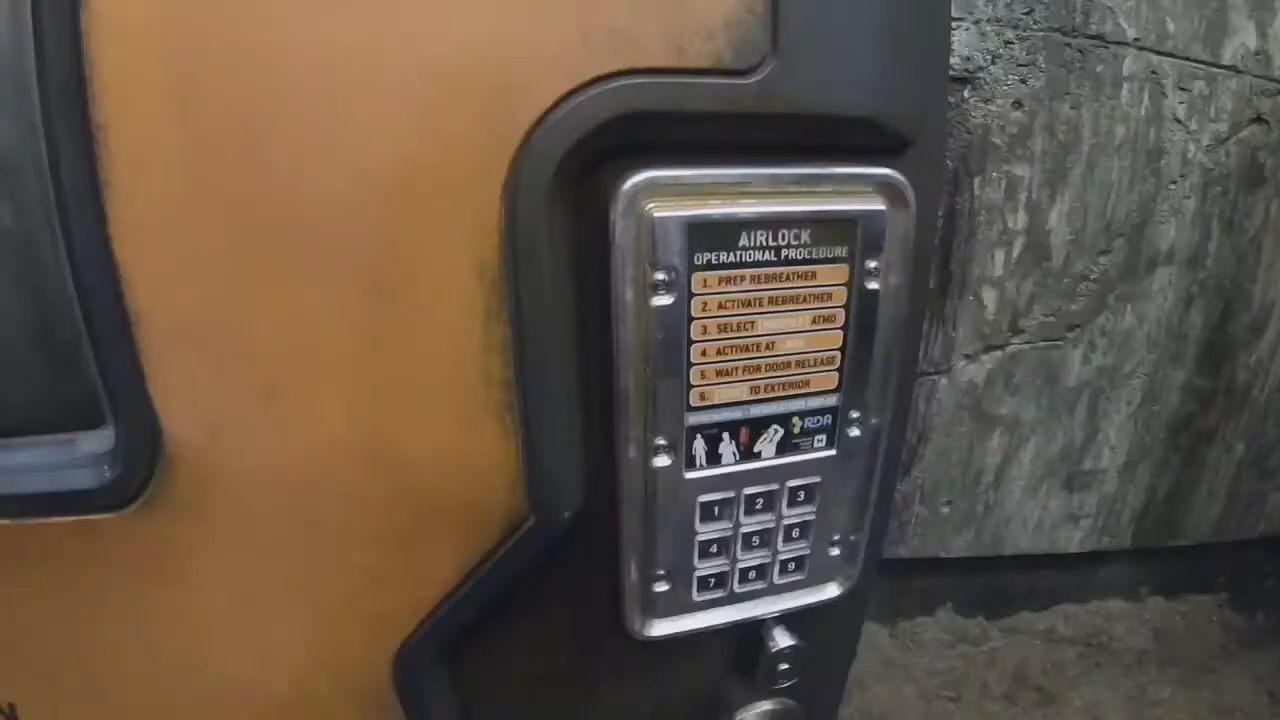 AIRLOCK
OPERATIONAL PROCEDURE
1. PREP REBREATHER
2. ACTIVATE REBREATHER
3. SELECT ATMO
4. ACTIVATE AT
5. WAIT FOR DOOR RELEASE
6. TO EXTERIOR
RDA
H
1 2 3
4 5 6
7 8 9